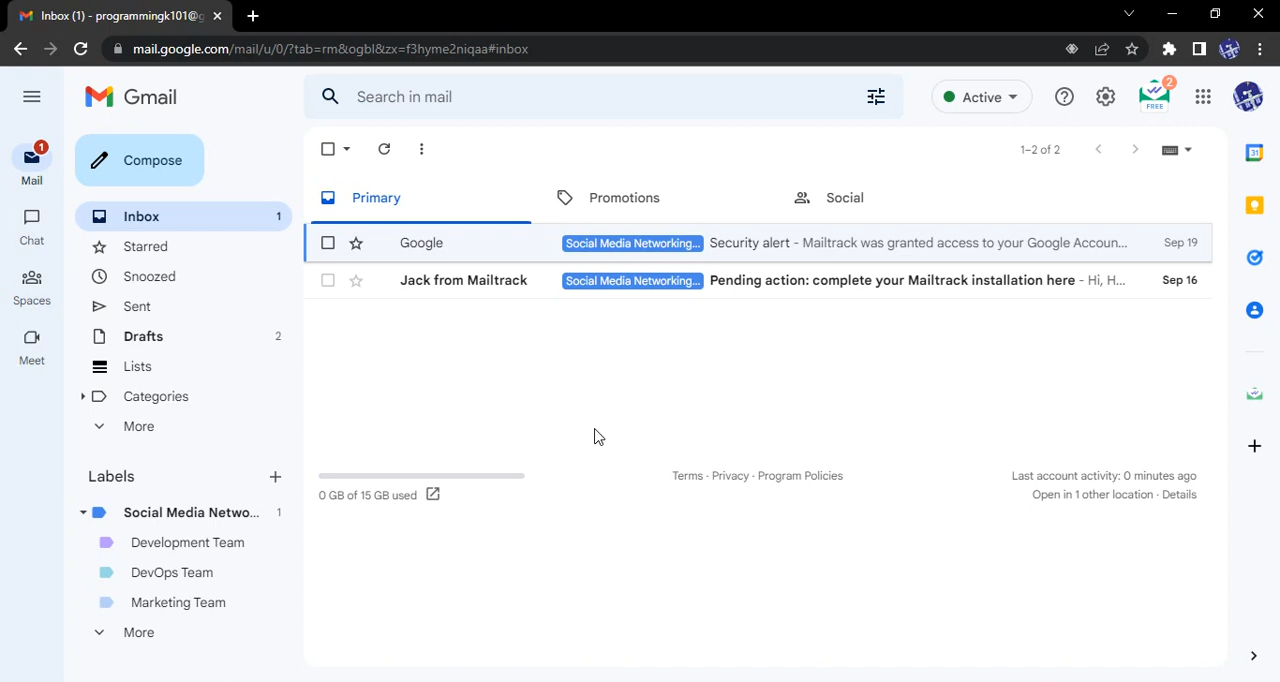 Inbox (1) - programmingk101@g
mail.google.com/mail/u/0/?tab=rm&ogbl&zx=f3hyme2niqaa#inbox
Gmail
Search in mail
Active
2
FREE
1
Mail
Chat
Spaces
Meet
Compose
Inbox 1
Starred
Snoozed
Sent
Drafts 2
Lists
Categories
More
Labels
Social Media Netwo... 1
Development Team
DevOps Team
Marketing Team
More
1–2 of 2
Primary Promotions Social
Google Social Media Networking... Security alert - Mailtrack was granted access to your Google Accoun... Sep 19
Jack from Mailtrack Social Media Networking... Pending action: complete your Mailtrack installation here - Hi, H... Sep 16
0 GB of 15 GB used
Terms · Privacy · Program Policies
Last account activity: 0 minutes ago
Open in 1 other location · Details
31